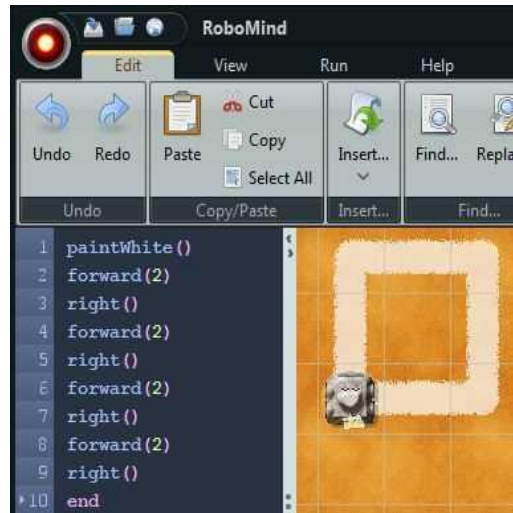 RoboMind
Edit View Run Help
Cut
Copy
Undo Redo Paste Insert... Find... Repla
Select All
Undo Copy/Paste Insert... Find...
1 paintWhite()
2 forward(2)
3 right()
4 forward(2)
5 right()
6 forward(2)
7 right()
8 forward(2)
9 right()
10 end